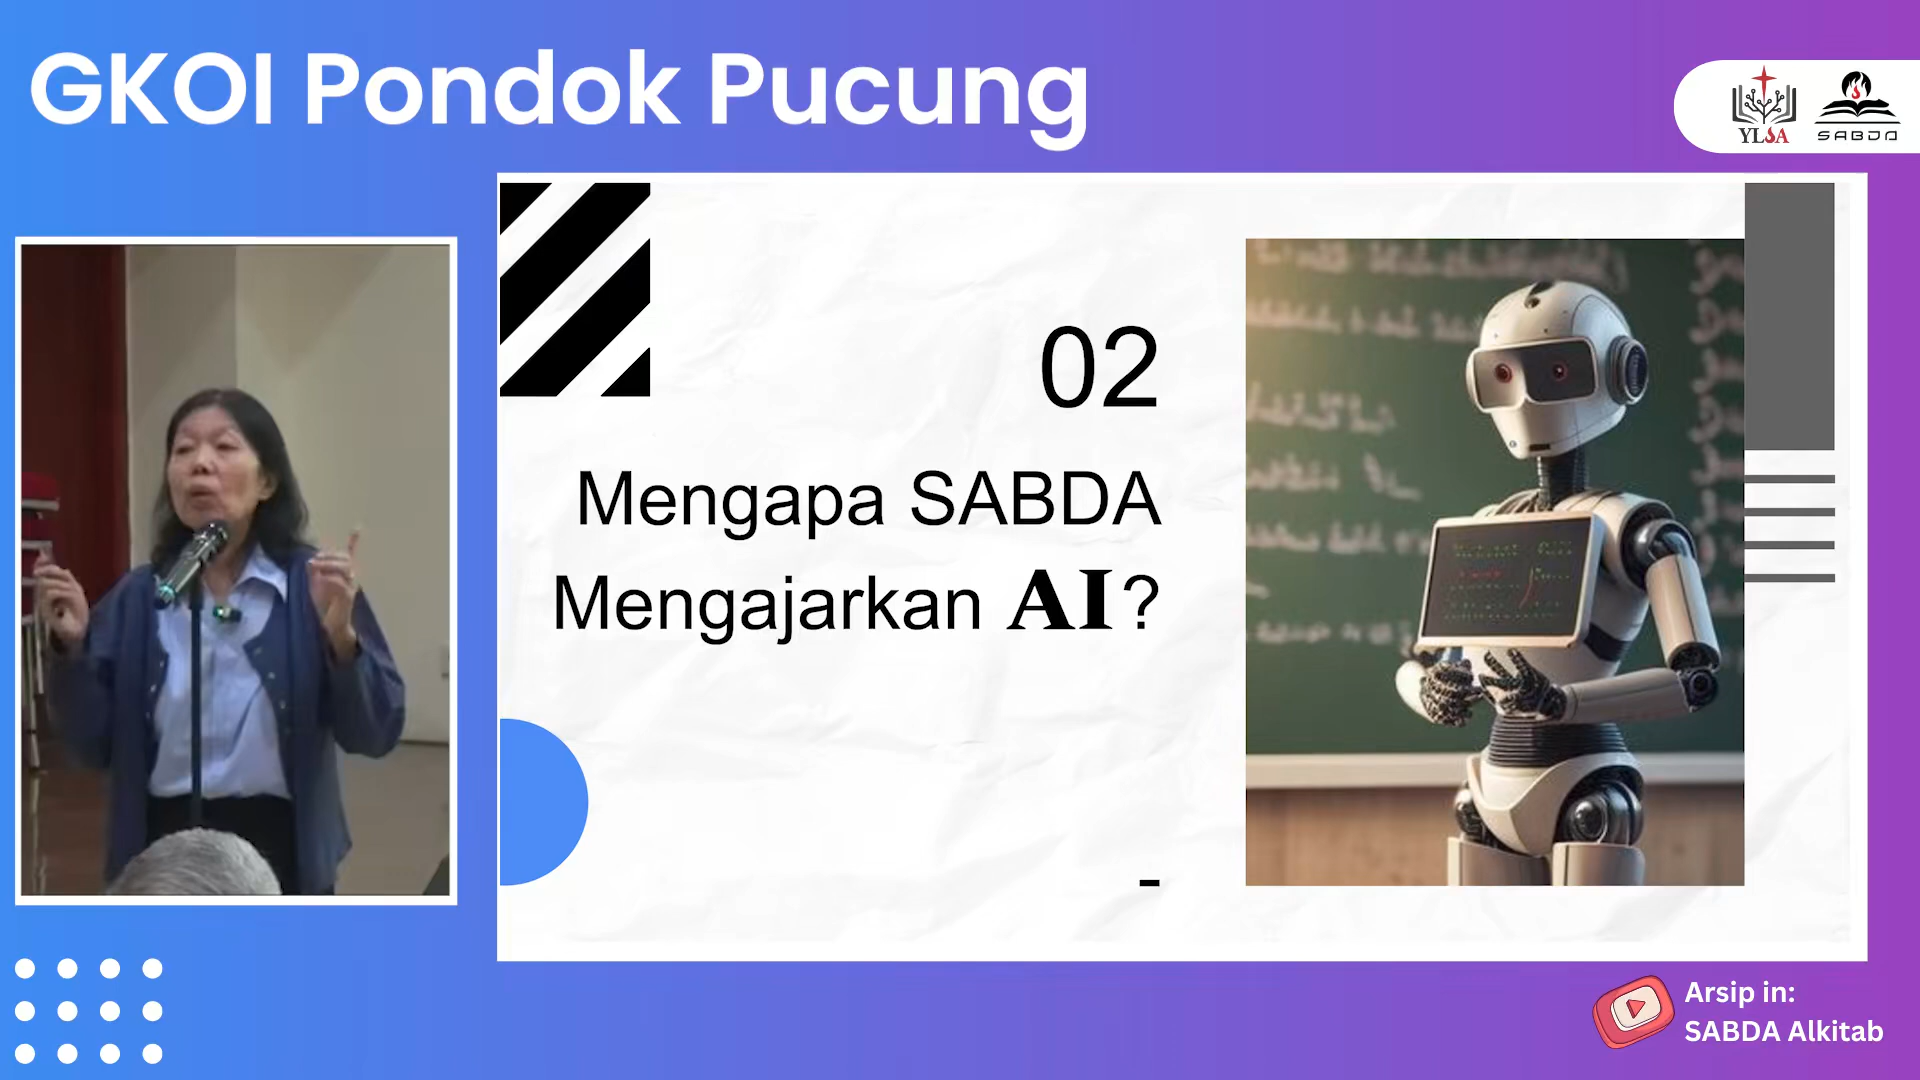 GKOI Pondok Pucung
YLSA
SABDA
02
Mengapa SABDA
Mengajarkan AI?
-
Arsip in:
SABDA Alkitab